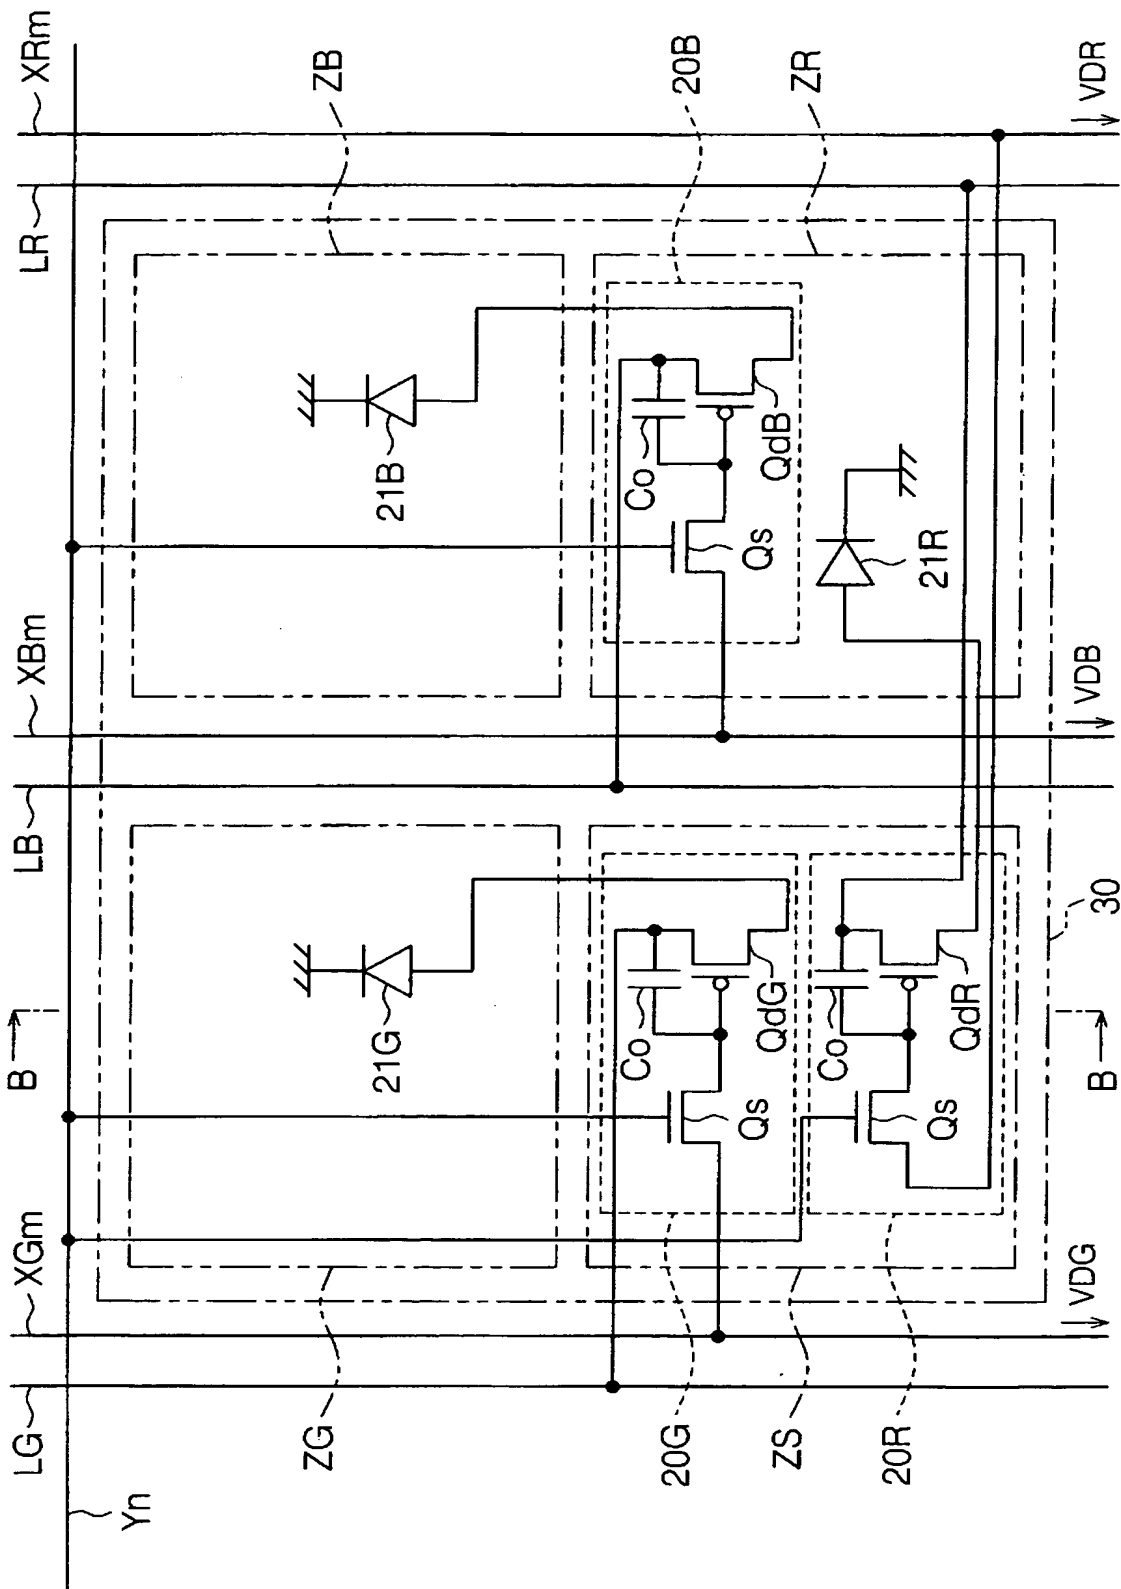 LG
XGm
LB
XBm
LR
XRm
Yn
B
B
ZG
ZB
21G
21B
20G
ZS
20R
20B
ZR
Co
QdG
Qs
Co
QdR
Qs
Co
QdB
Qs
21R
30
VDG
VDB
VDR